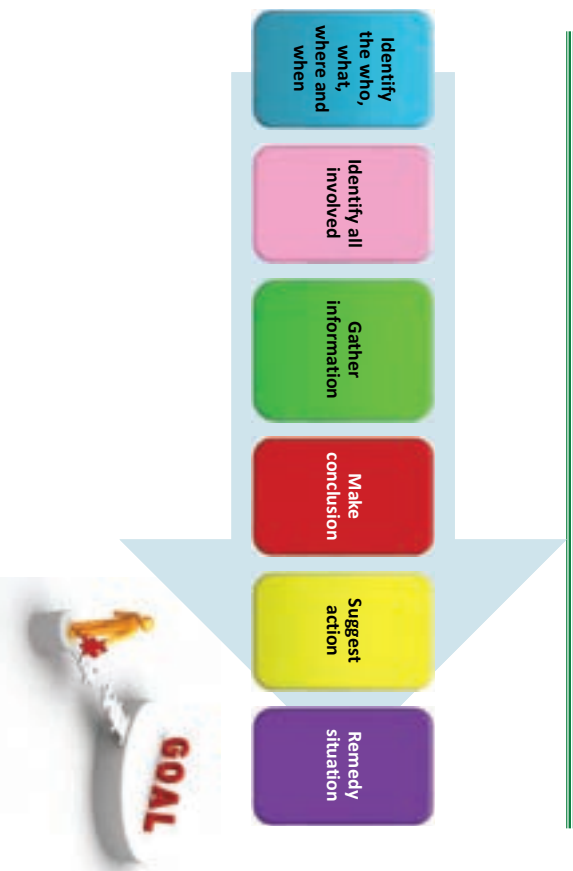 Identify
the who,
what,
where and
when
Identify all
involved
Gather
information
Make
conclusion
Suggest
action
Remedy
situation
GOAL